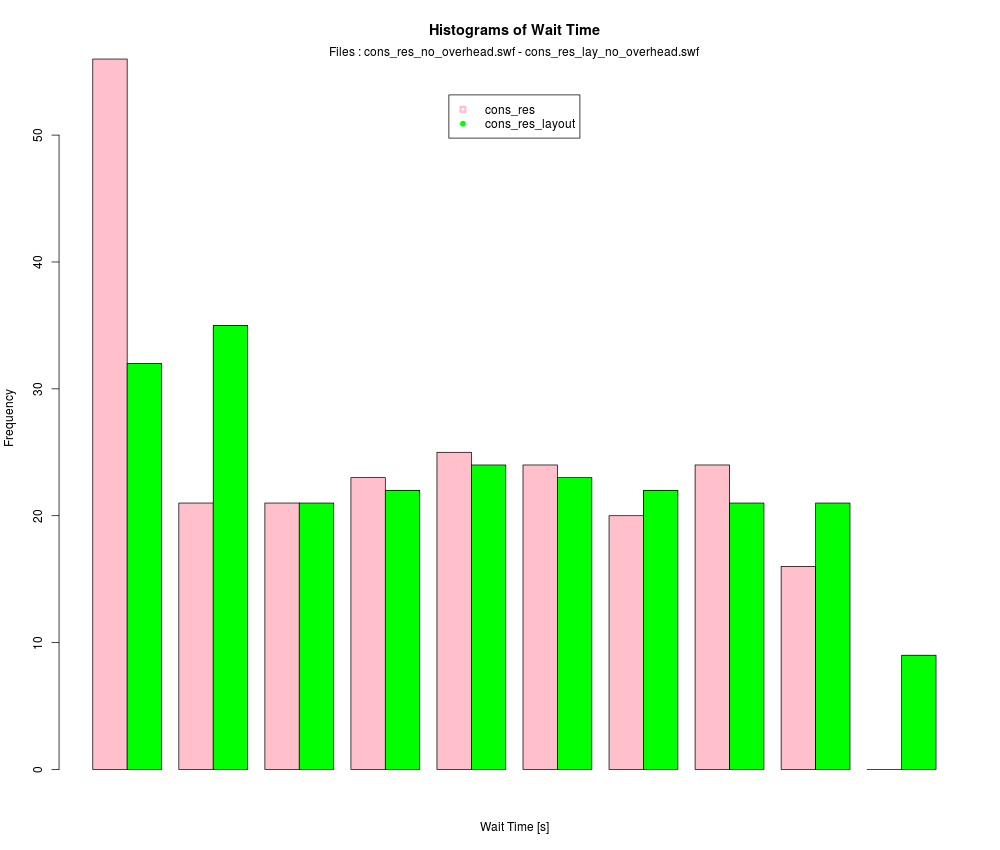 Histograms of Wait Time
Files : cons_res_no_overhead.swf - cons_res_lay_no_overhead.swf
cons_res
cons_res_layout
50
40
30
20
10
0
Frequency
Wait Time [s]